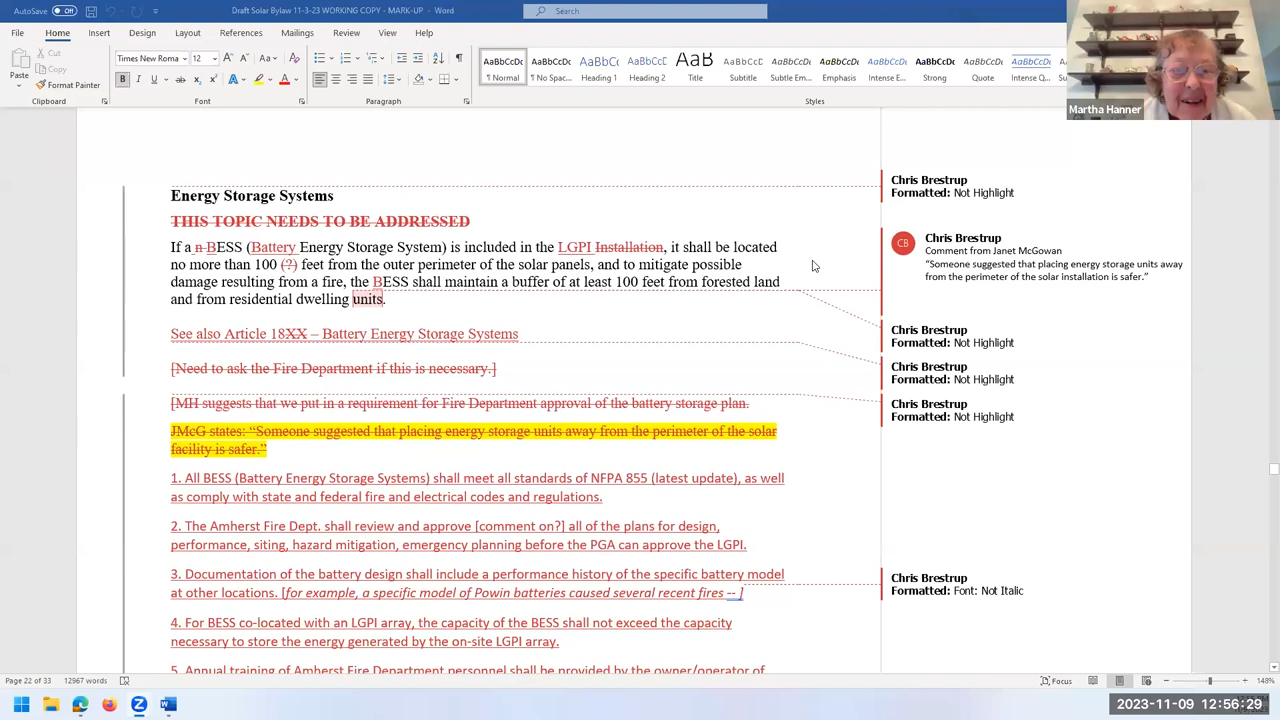 AutoSave
Off
Draft Solar Bylaw 11-3-23 WORKING COPY - MARK-UP - Word
Search
File Home Insert Design Layout References Mailings Review View Help
Cut
Copy
Paste
Format Painter
Times New Roma 12
AaBbCcDc AaBbCcDc AaBbC AaBbCcC AaB AaBbCcD AaBbCcDc AaBbCcDc AaBbCcDc AaBbCcDc AaBbCcDc AaBbCcDc
¶ Normal ¶ No Spac... Heading 1 Heading 2 Title Subtitle Subtle Em... Emphasis Intense E... Strong Quote Intense Q...
Clipboard Font Paragraph Styles
Martha Hanner
Energy Storage Systems
THIS TOPIC NEEDS TO BE ADDRESSED
If a n BESS (Battery Energy Storage System) is included in the LGPI Installation, it shall be located
no more than 100 (?) feet from the outer perimeter of the solar panels, and to mitigate possible
damage resulting from a fire, the BESS shall maintain a buffer of at least 100 feet from forested land
and from residential dwelling units.
See also Article 18XX – Battery Energy Storage Systems
[Need to ask the Fire Department if this is necessary.]
[MH suggests that we put in a requirement for Fire Department approval of the battery storage plan.
JMcG states: “Someone suggested that placing energy storage units away from the perimeter of the solar
facility is safer.”
1. All BESS (Battery Energy Storage Systems) shall meet all standards of NFPA 855 (latest update), as well
as comply with state and federal fire and electrical codes and regulations.
2. The Amherst Fire Dept. shall review and approve [comment on?] all of the plans for design,
performance, siting, hazard mitigation, emergency planning before the PGA can approve the LGPI.
3. Documentation of the battery design shall include a performance history of the specific battery model
at other locations. [for example, a specific model of Powin batteries caused several recent fires -- ]
4. For BESS co-located with an LGPI array, the capacity of the BESS shall not exceed the capacity
necessary to store the energy generated by the on-site LGPI array.
5. Annual training of Amherst Fire Department personnel shall be provided by the owner/operator of
Chris Brestrup
Formatted: Not Highlight
CB
Chris Brestrup
Comment from Janet McGowan
“Someone suggested that placing energy storage units away
from the perimeter of the solar installation is safer.”
Chris Brestrup
Formatted: Not Highlight
Chris Brestrup
Formatted: Not Highlight
Chris Brestrup
Formatted: Not Highlight
Chris Brestrup
Formatted: Font: Not Italic
Page 22 of 33 12967 words
Focus
148%
2023-11-09 12:56:29